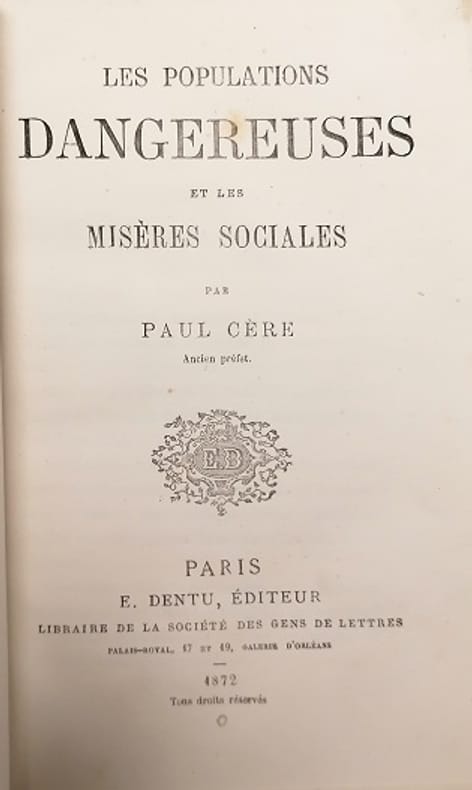 LES POPULATIONS
DANGEREUSES
ET LES
MISÈRES SOCIALES
PAR
PAUL CÈRE
Ancien préfet.
PARIS
E. DENTU, ÉDITEUR
LIBRAIRE DE LA SOCIÉTÉ DES GENS DE LETTRES
PALAIS-ROYAL, 17 ET 19, GALERIE D'ORLÉANS
1872
Tous droits réservés